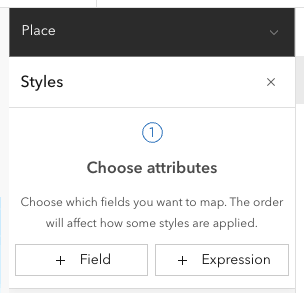 Place
Styles
1
Choose attributes
Choose which fields you want to map. The order
will affect how some styles are applied.
+ Field
+ Expression